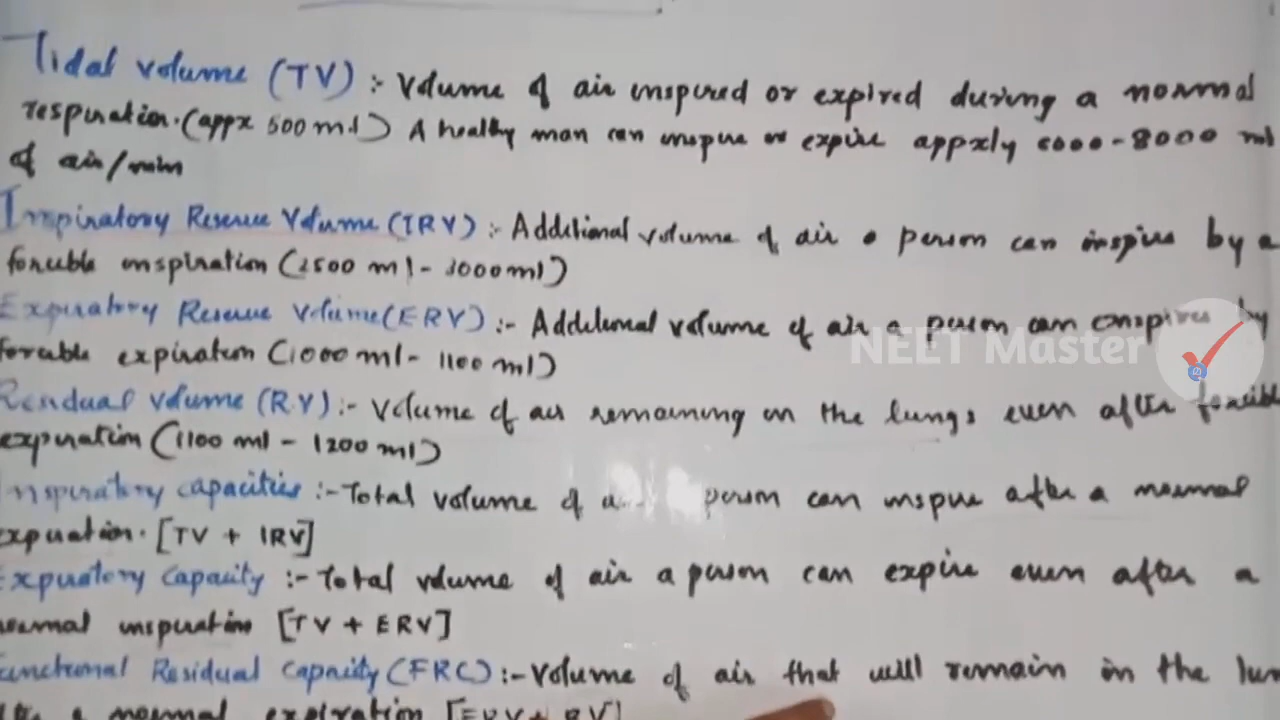 Tidal volume (TV) :- Volume of air inspired or expired during a normal
respiration. (appx 500 ml) A healthy man can inspire or expire appxly 6000 - 8000 ml
of air/min
Inspiratory Reserve Volume (IRV) :- Additional volume of air a person can inspire by a
forcible inspiration (2500 ml - 3000 ml)
Expiratory Reserve Volume (ERV) :- Additional volume of air a person can by
forcible expiration (1000 ml - 1100 ml)
NEET Master
Residual volume (RV) :- Volume of air remaining in the lungs even after forcible
expiration (1100 ml - 1200 ml)
Inspiratory capacities :- Total volume of person can inspire after a normal
expiration. [TV + IRV]
Expiratory Capacity :- Total volume of air a person can expire even after a
normal inspiration [TV + ERV]
Functional Residual Capacity (FRC) :- Volume of air that will remain in the
a normal expiration [ERV + RV]